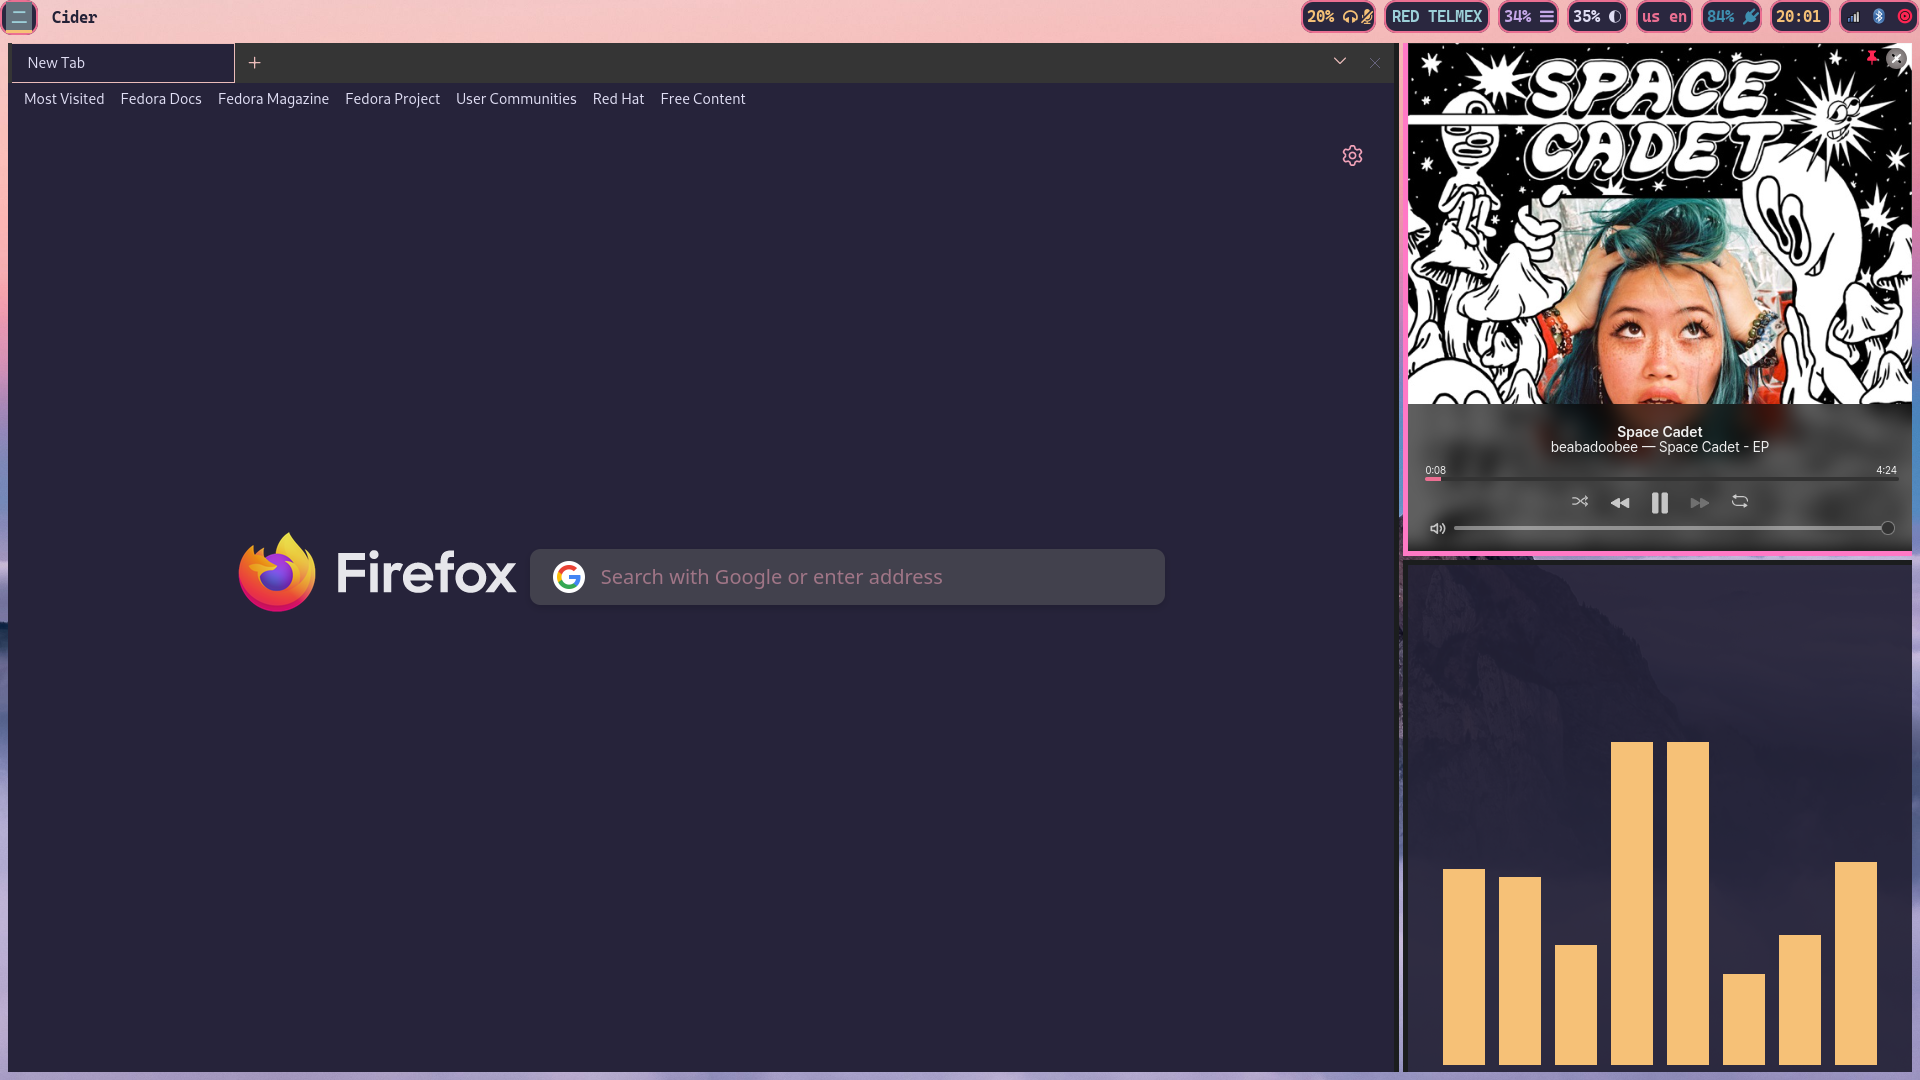 Cider
20%
RED TELMEX
34%
35%
us en
84%
20:01
New Tab
Most Visited Fedora Docs Fedora Magazine Fedora Project User Communities Red Hat Free Content
Firefox
Search with Google or enter address
SPACE
CADET
Space Cadet
beabadoobee — Space Cadet - EP
0:08
4:24